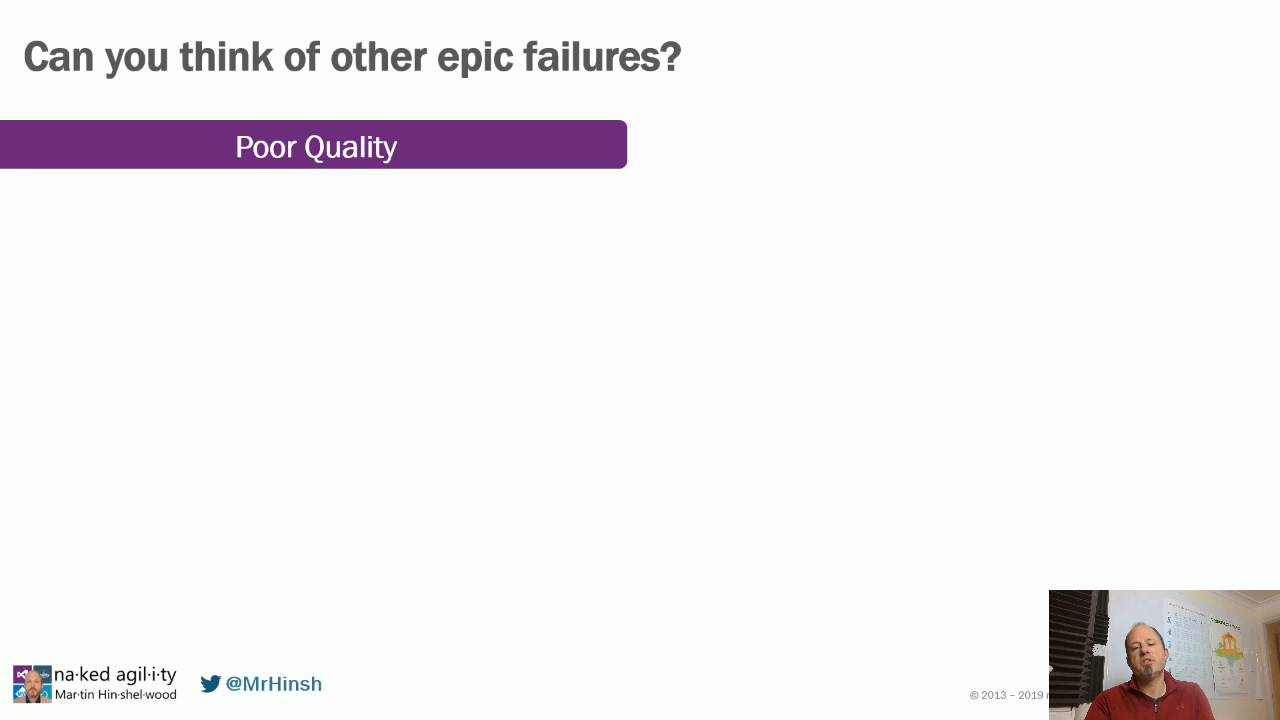 Can you think of other epic failures?
Poor Quality
na·ked agil·i·ty
Mar·tin Hin·shel·wood
@MrHinsh
© 2013 – 2019